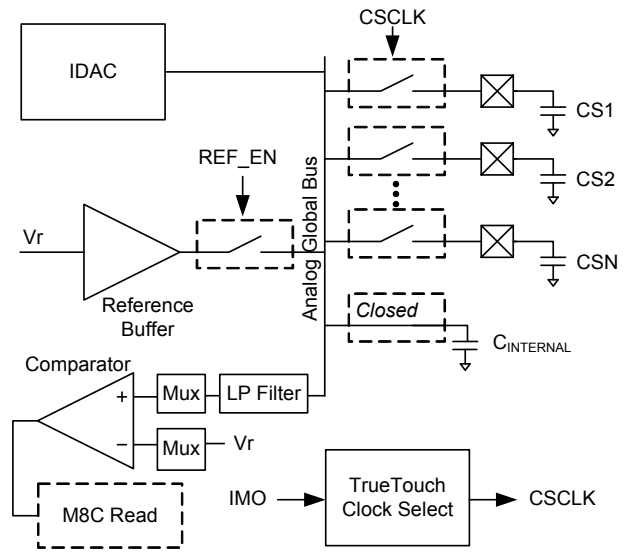 CSCLK
IDAC
CS1
REF_EN
CS2
Vr
Analog Global Bus
CSN
Reference
Buffer
Closed
CINTERNAL
Comparator
+
Mux
LP Filter
−
Mux
Vr
M8C Read
IMO
TrueTouch
Clock Select
CSCLK